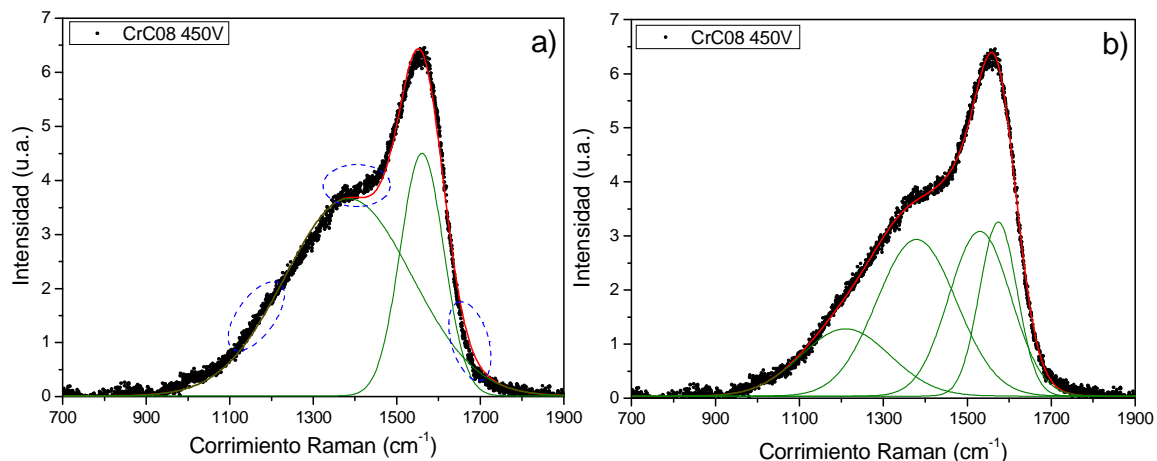 CrC08 450V
a)
7
6
5
4
3
2
1
0
Intensidad (u.a.)
700 900 1100 1300 1500 1700 1900
Corrimiento Raman (cm⁻¹)
CrC08 450V
b)
7
6
5
4
3
2
1
0
Intensidad (u.a.)
700 900 1100 1300 1500 1700 1900
Corrimiento Raman (cm⁻¹)